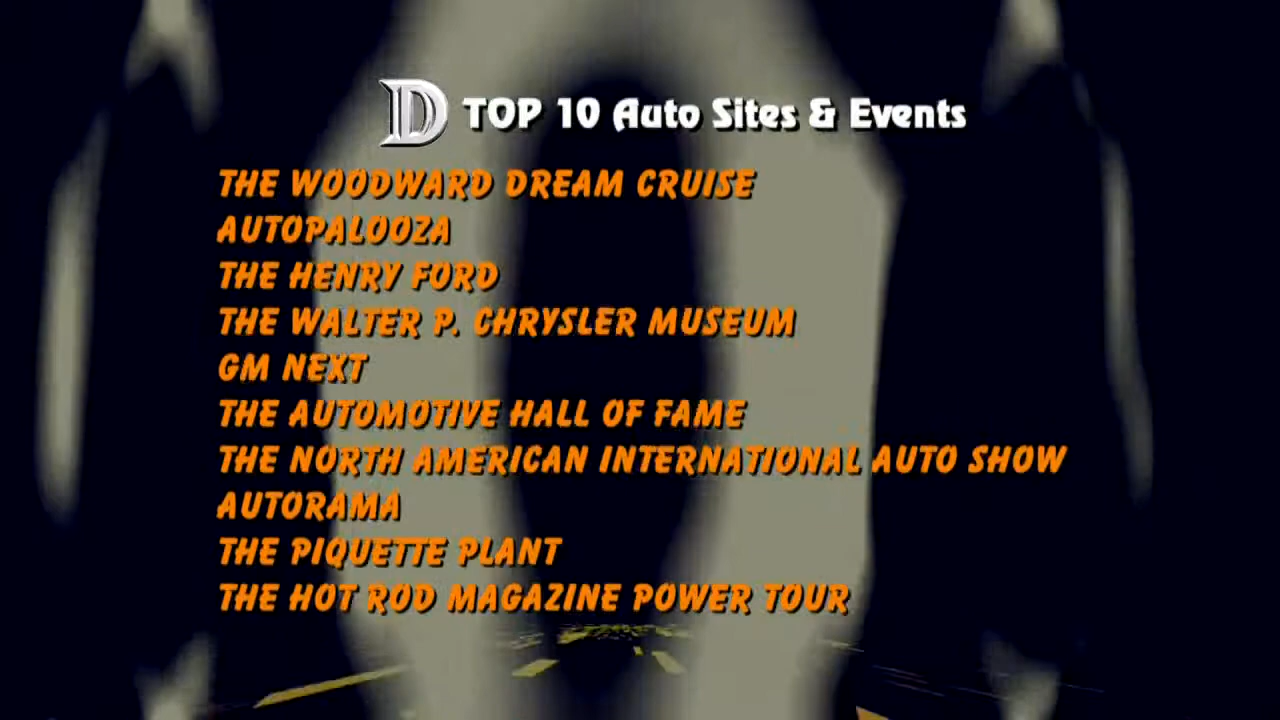 D TOP 10 Auto Sites & Events
THE WOODWARD DREAM CRUISE
AUTOPALOOZA
THE HENRY FORD
THE WALTER P. CHRYSLER MUSEUM
GM NEXT
THE AUTOMOTIVE HALL OF FAME
THE NORTH AMERICAN INTERNATIONAL AUTO SHOW
AUTORAMA
THE PIQUETTE PLANT
THE HOT ROD MAGAZINE POWER TOUR